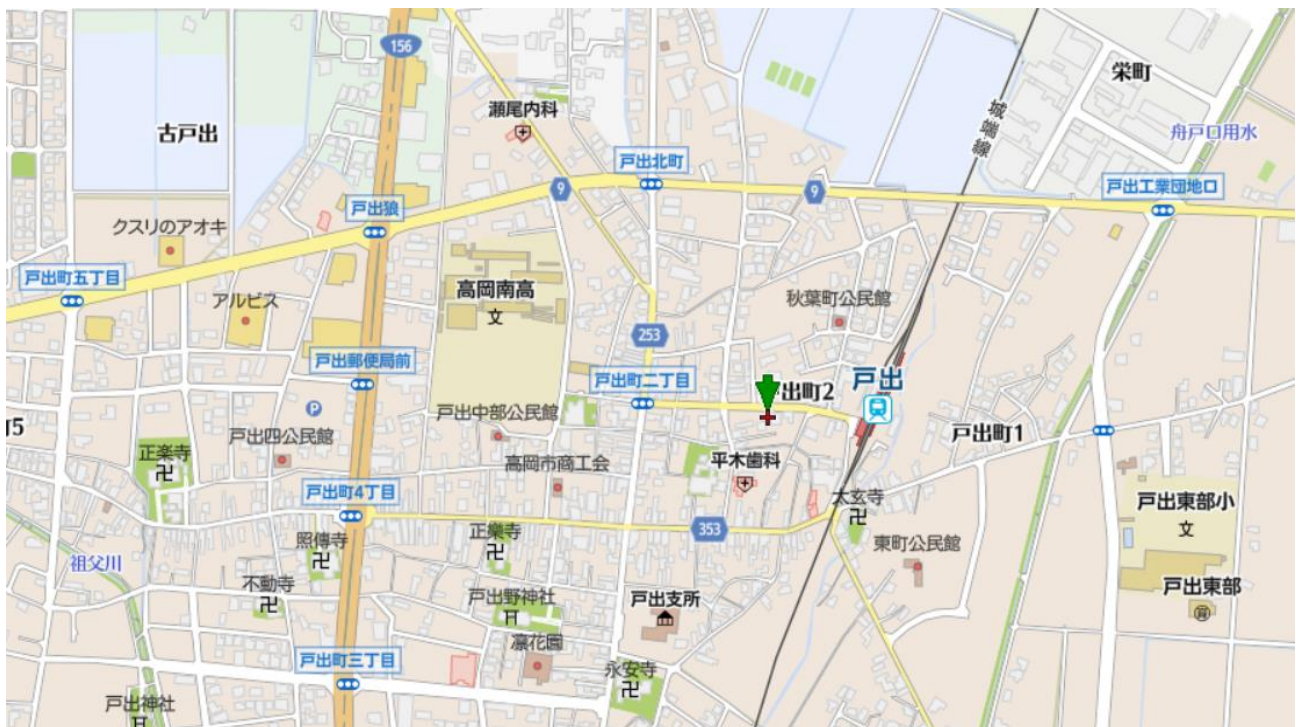 156
栄町
城端線
瀬尾内科
古戸出
舟戸口用水
戸出北町
9
9
戸出工業団地口
戸出狼
クスリのアオキ
戸出町五丁目
高岡南高
文
アルビス
秋葉町公民館
253
戸出郵便局前
戸出町二丁目
戸出
出町2
戸出中部公民館
P
町5
戸出四公民館
戸出町1
正楽寺
卍
高岡市商工会
平木歯科
戸出町4丁目
太玄寺
卍
戸出東部小
文
353
照傳寺
卍
正樂寺
卍
東町公民館
祖父川
不動寺
卍
戸出野神社
戸出支所
戸出東部
凛花園
戸出町三丁目
永安寺
卍
戸出神社